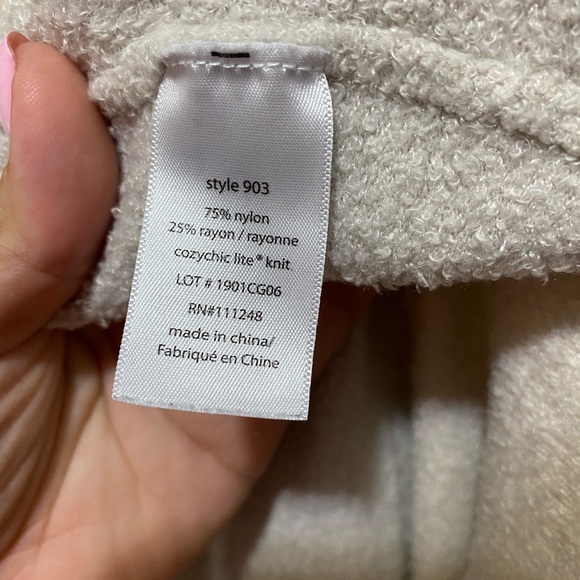 style 903
75% nylon
25% rayon / rayonne
cozychic lite® knit
LOT # 1901CG06
RN#111248
made in china/
Fabriqué en Chine